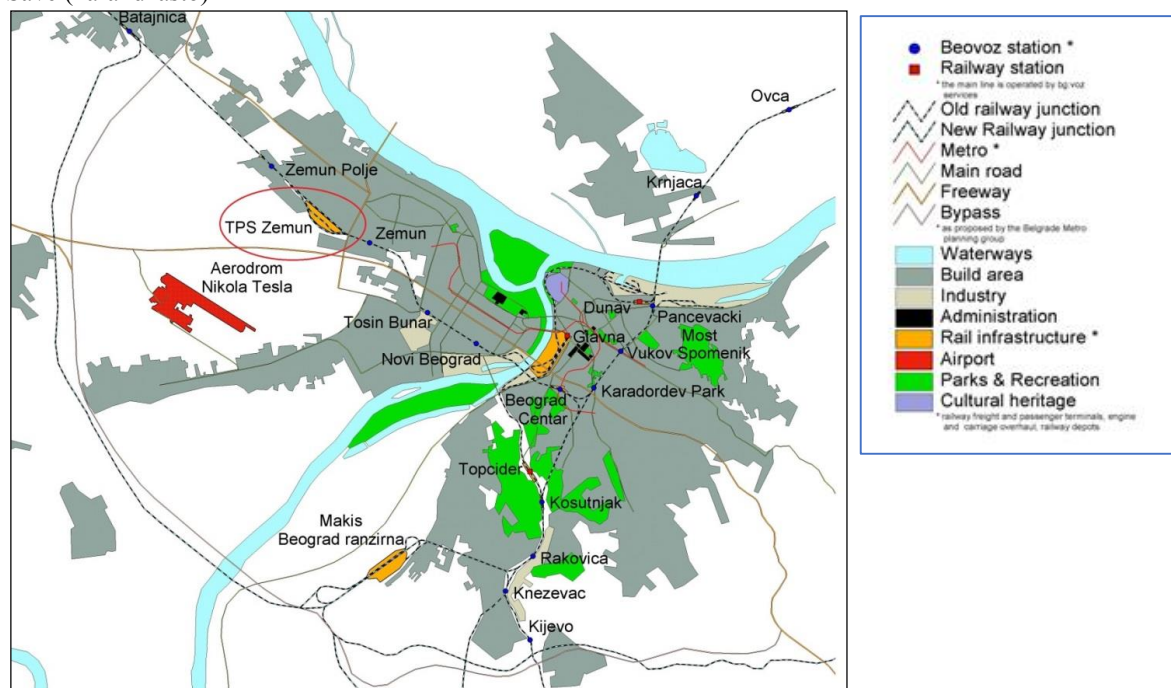 Batajnica
Ovca
Zemun Polje
Krnjaca
TPS Zemun
Zemun
Aerodrom
Nikola Tesla
Dunav
Pancevacki
Most
Tosin Bunar
Glavna
Vukov Spomenik
Novi Beograd
Karadordev Park
Beograd
Centar
Topcider
Kosutnjak
Makis
Beograd ranzirna
Rakovica
Knezevac
Kijevo
Beovoz station *
Railway station
* the main line is operated by bg voz
services
Old railway junction
New Railway junction
Metro *
Main road
Freeway
Bypass
* as proposed by the Belgrade Metro
planning group
Waterways
Build area
Industry
Administration
Rail infrastructure *
Airport
Parks & Recreation
Cultural heritage
* railway freight and passenger terminals, engine
and carriage overhaul, railway depots